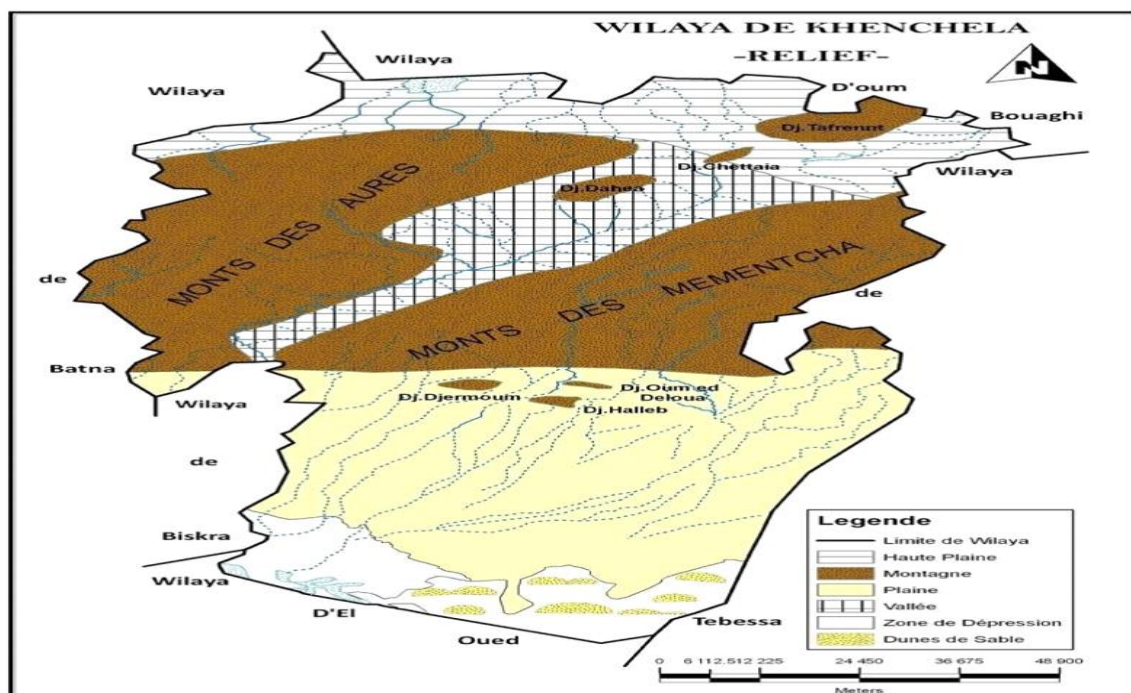 WILAYA DE KHENCHELA
-RELIEF-
N
Wilaya
Wilaya
D'oum
Bouaghi
Wilaya
Dj.Tafrennt
Dj.Chettaia
Dj.Dahea
MONTS DES AURES
MONTS DES MEMENTCHA
de
de
Batna
Wilaya
de
Dj.Djermoum
Dj.Oum ed
Deloua
Dj.Halleb
Biskra
Wilaya
D'El
Oued
Tebessa
Legende
Limite de Wilaya
Haute Plaine
Montagne
Plaine
Vallée
Zone de Dépression
Dunes de Sable
0 6 112.512 225 24 450 36 675 48 900
Meters